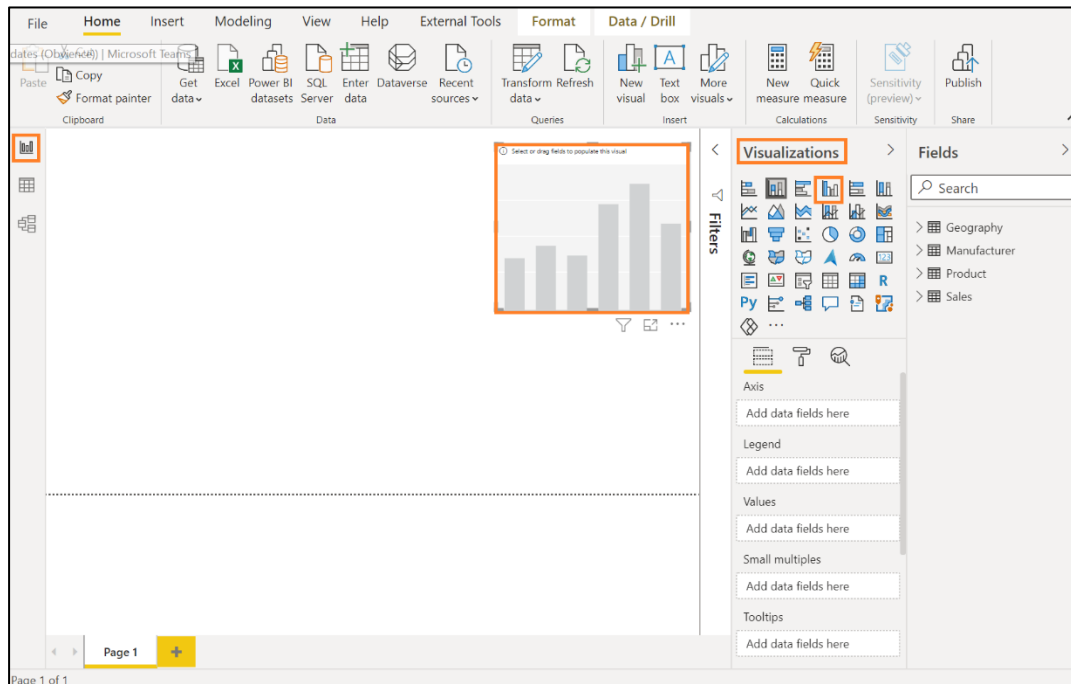 File Home Insert Modeling View Help External Tools Format Data / Drill
dates (Obvience)) | Microsoft Teams
Paste
Copy
Format painter
Clipboard
Get data
Excel
Power BI datasets
SQL Server
Enter data
Dataverse
Recent sources
Data
Transform data
Refresh
Queries
New visual
Text box
More visuals
Insert
New measure
Quick measure
Calculations
Sensitivity (preview)
Sensitivity
Publish
Share
Select or drag fields to populate this visual
Filters
Visualizations
123
R
Py
Axis
Add data fields here
Legend
Add data fields here
Values
Add data fields here
Small multiples
Add data fields here
Tooltips
Add data fields here
Fields
Search
Geography
Manufacturer
Product
Sales
Page 1
Page 1 of 1